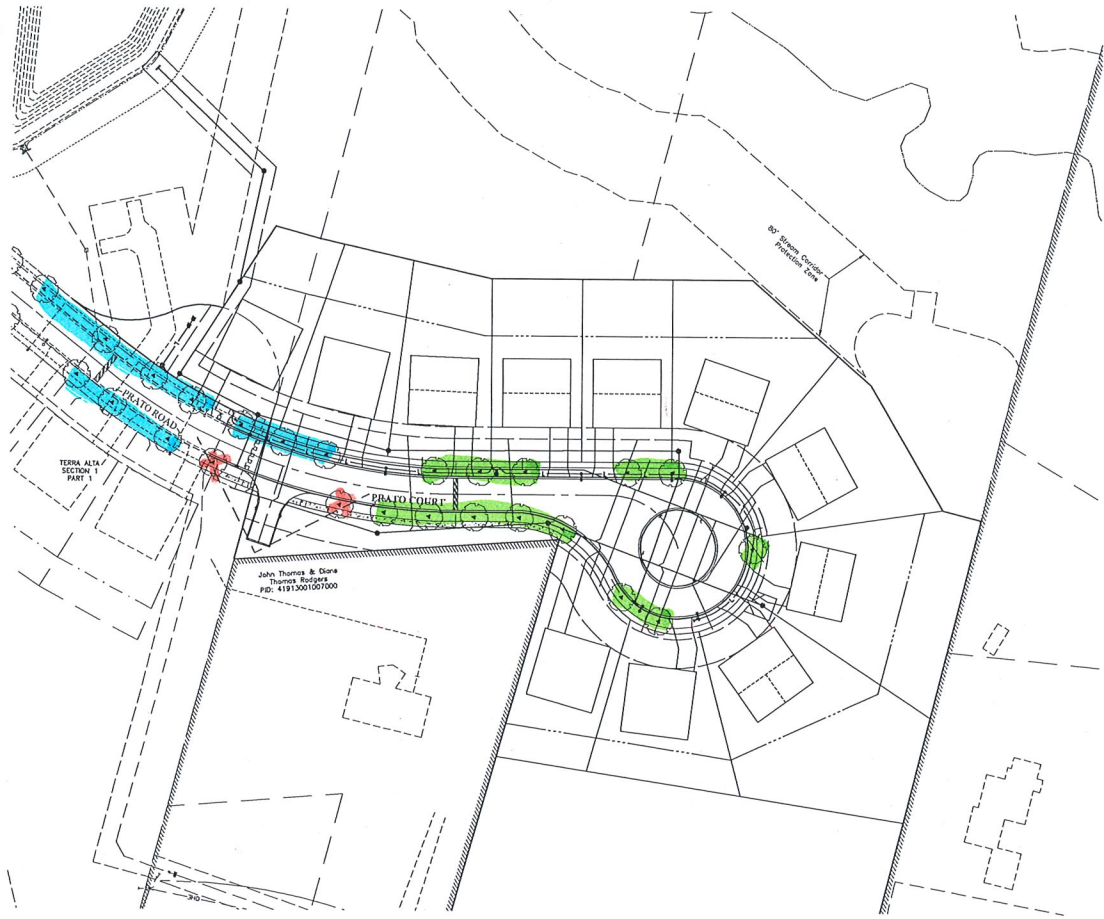 80' Stream Corridor
Protection Zone
PRATO ROAD
TERRA ALTA
SECTION 1
PART 1
PRATO COURT
John Thomas & Diane
Thomas Rodgers
PID: 41913001007000